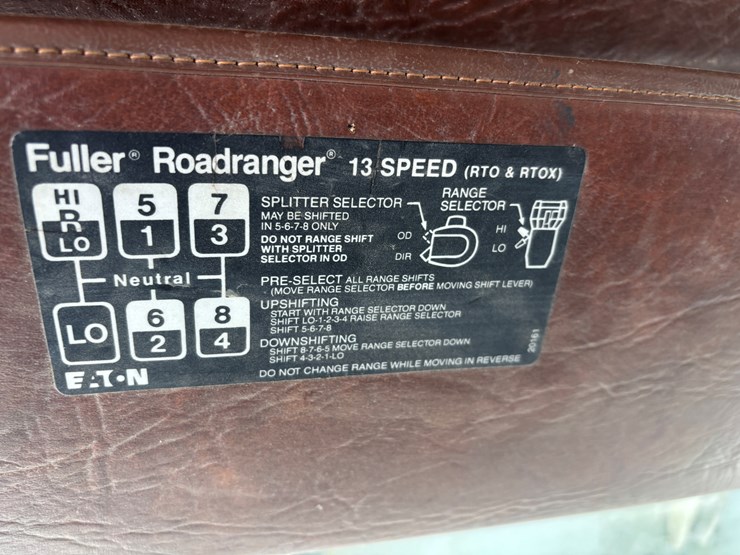 Fuller® Roadranger® 13 SPEED (RTO & RTOX)
HI
R
LO
5
1
7
3
Neutral
LO
6
2
8
4
SPLITTER SELECTOR
MAY BE SHIFTED
IN 5-6-7-8 ONLY
DO NOT RANGE SHIFT
WITH SPLITTER
SELECTOR IN OD
OD
DIR
RANGE
SELECTOR
HI
LO
PRE-SELECT ALL RANGE SHIFTS
(MOVE RANGE SELECTOR BEFORE MOVING SHIFT LEVER)
UPSHIFTING
START WITH RANGE SELECTOR DOWN
SHIFT LO-1-2-3-4 RAISE RANGE SELECTOR
SHIFT 5-6-7-8
DOWNSHIFTING
SHIFT 8-7-6-5 MOVE RANGE SELECTOR DOWN
SHIFT 4-3-2-1-LO
DO NOT CHANGE RANGE WHILE MOVING IN REVERSE
EATON
20161